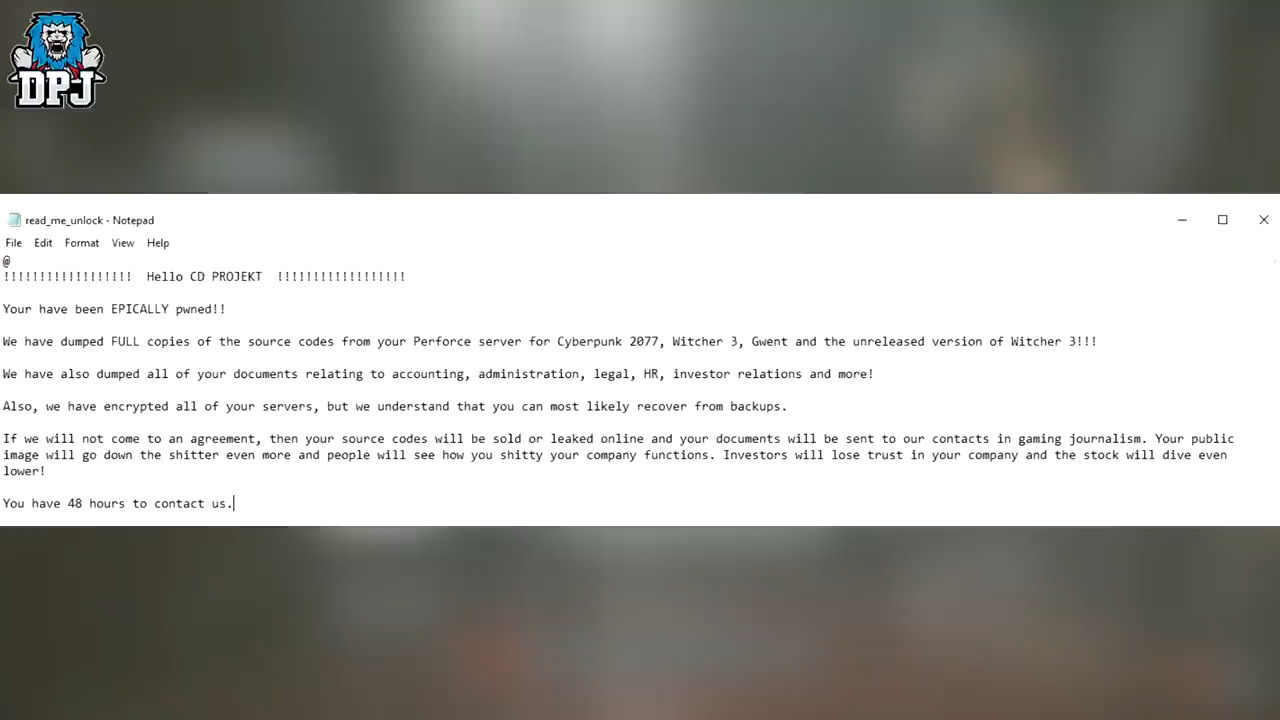 DPJ
read_me_unlock - Notepad
File Edit Format View Help
@
!!!!!!!!!!!!!!!!!! Hello CD PROJEKT !!!!!!!!!!!!!!!!!!
Your have been EPICALLY pwned!!
We have dumped FULL copies of the source codes from your Perforce server for Cyberpunk 2077, Witcher 3, Gwent and the unreleased version of Witcher 3!!!
We have also dumped all of your documents relating to accounting, administration, legal, HR, investor relations and more!
Also, we have encrypted all of your servers, but we understand that you can most likely recover from backups.
If we will not come to an agreement, then your source codes will be sold or leaked online and your documents will be sent to our contacts in gaming journalism. Your public
image will go down the shitter even more and people will see how you shitty your company functions. Investors will lose trust in your company and the stock will dive even
lower!
You have 48 hours to contact us.